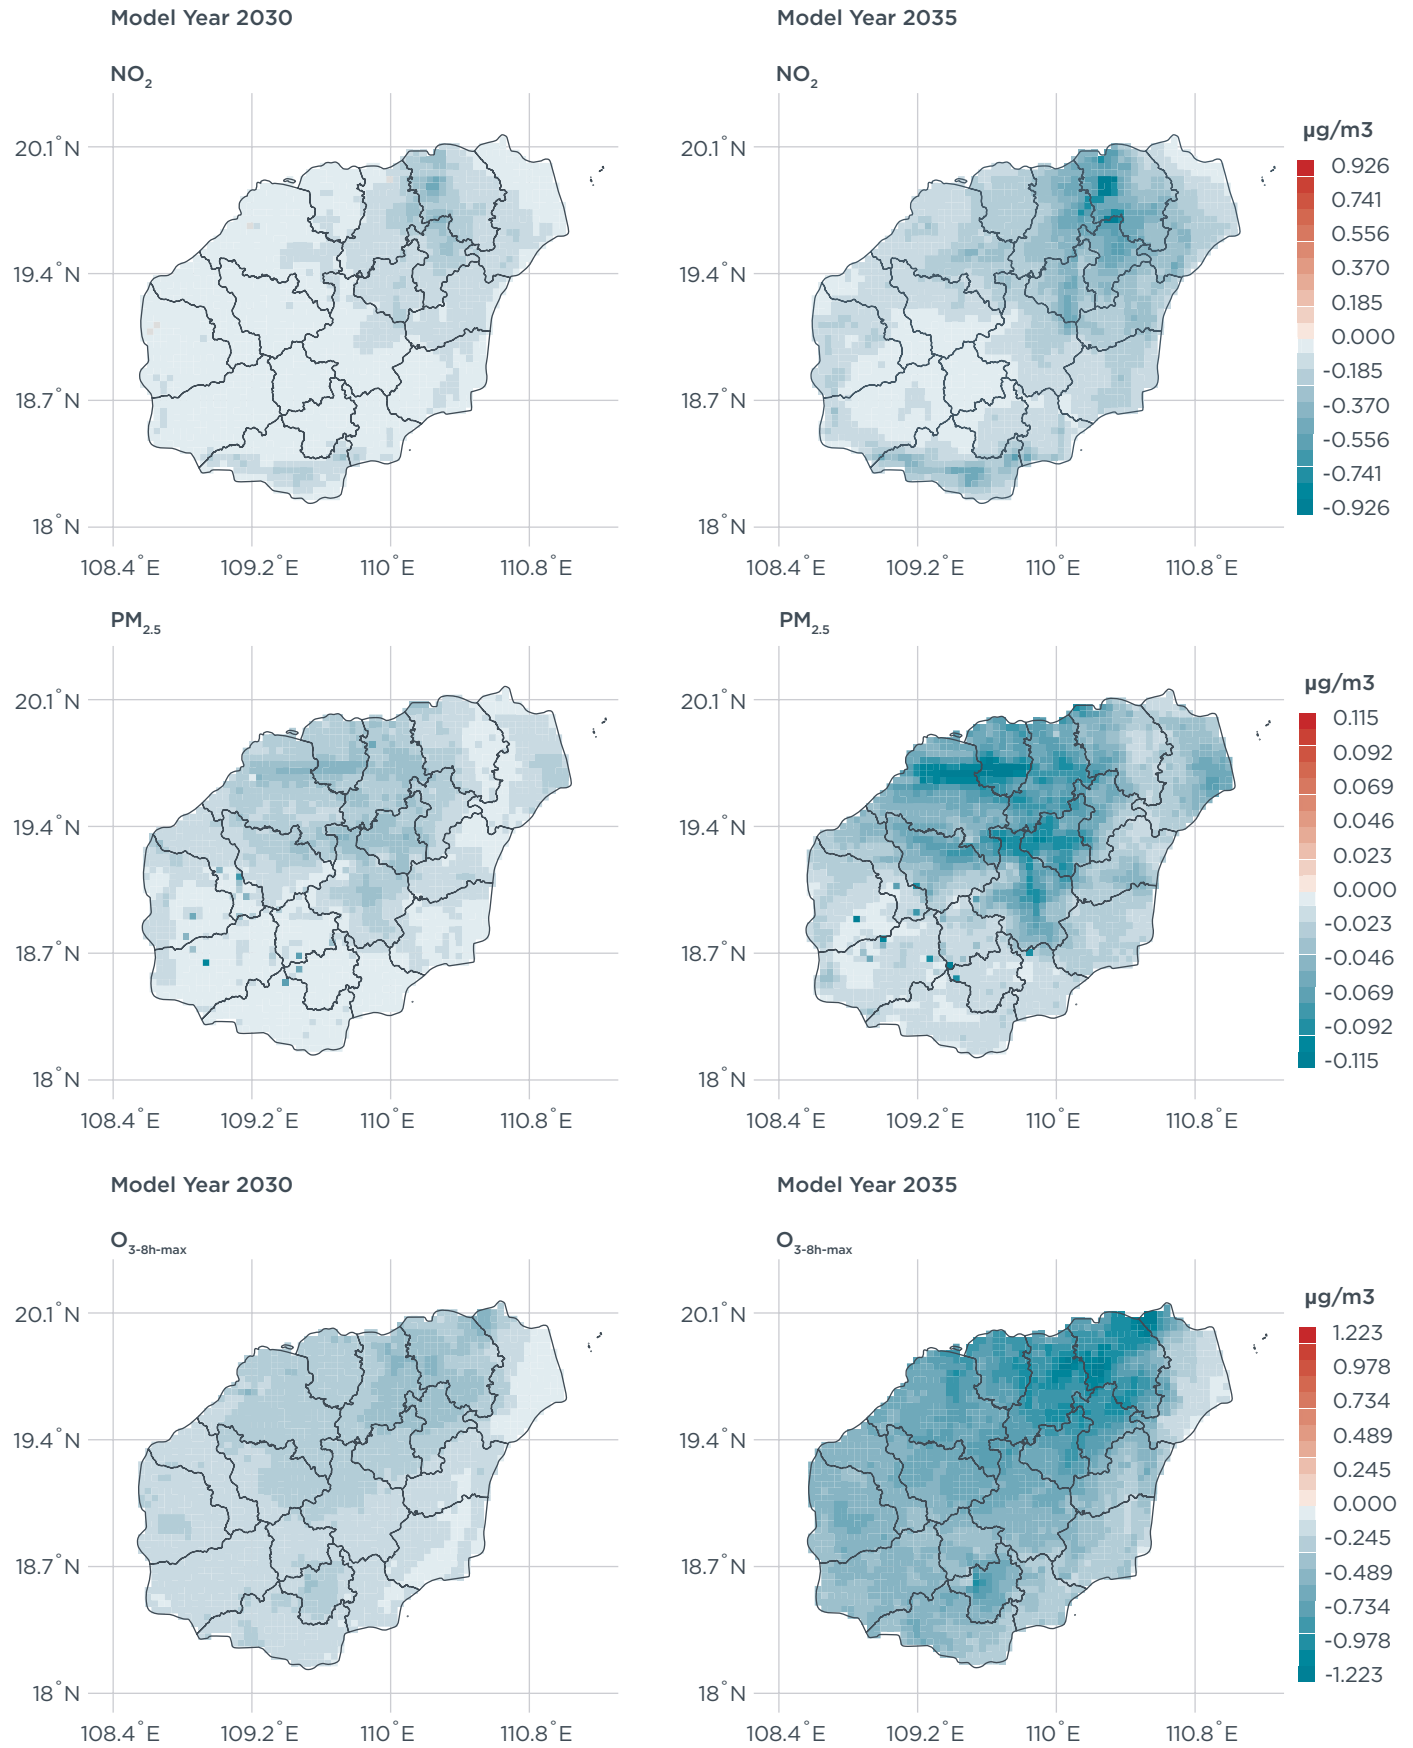 Model Year 2030
Model Year 2035
NO2
NO2
µg/m3
20.1°N
19.4°N
18.7°N
18°N
108.4°E 109.2°E 110°E 110.8°E
20.1°N
19.4°N
18.7°N
18°N
108.4°E 109.2°E 110°E 110.8°E
0.926
0.741
0.556
0.370
0.185
0.000
-0.185
-0.370
-0.556
-0.741
-0.926
PM2.5
PM2.5
µg/m3
20.1°N
19.4°N
18.7°N
18°N
108.4°E 109.2°E 110°E 110.8°E
20.1°N
19.4°N
18.7°N
18°N
108.4°E 109.2°E 110°E 110.8°E
0.115
0.092
0.069
0.046
0.023
0.000
-0.023
-0.046
-0.069
-0.092
-0.115
Model Year 2030
Model Year 2035
O3-8h-max
O3-8h-max
µg/m3
20.1°N
19.4°N
18.7°N
18°N
108.4°E 109.2°E 110°E 110.8°E
20.1°N
19.4°N
18.7°N
18°N
108.4°E 109.2°E 110°E 110.8°E
1.223
0.978
0.734
0.489
0.245
0.000
-0.245
-0.489
-0.734
-0.978
-1.223